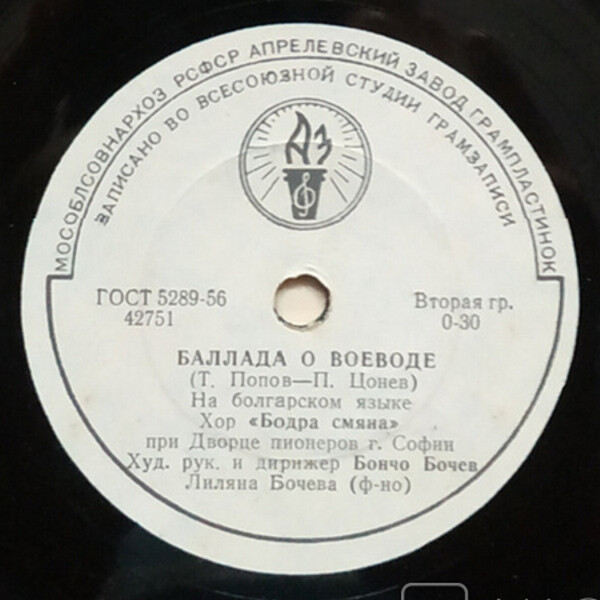 МОСОБЛСОВНАРХОЗ РСФСР АПРЕЛЕВСКИЙ ЗАВОД ГРАМПЛАСТИНОК
ЗАПИСАНО ВО ВСЕСОЮЗНОЙ СТУДИИ ГРАМЗАПИСИ
АЗ
ГОСТ 5289-56
42751
Вторая гр.
0-30
БАЛЛАДА О ВОЕВОДЕ
(Т. Попов—П. Цонев)
На болгарском языке
Хор «Бодра смяна»
при Дворце пионеров г. Софии
Худ. рук. и дирижер Бончо Бочев
Лиляна Бочева (ф-но)